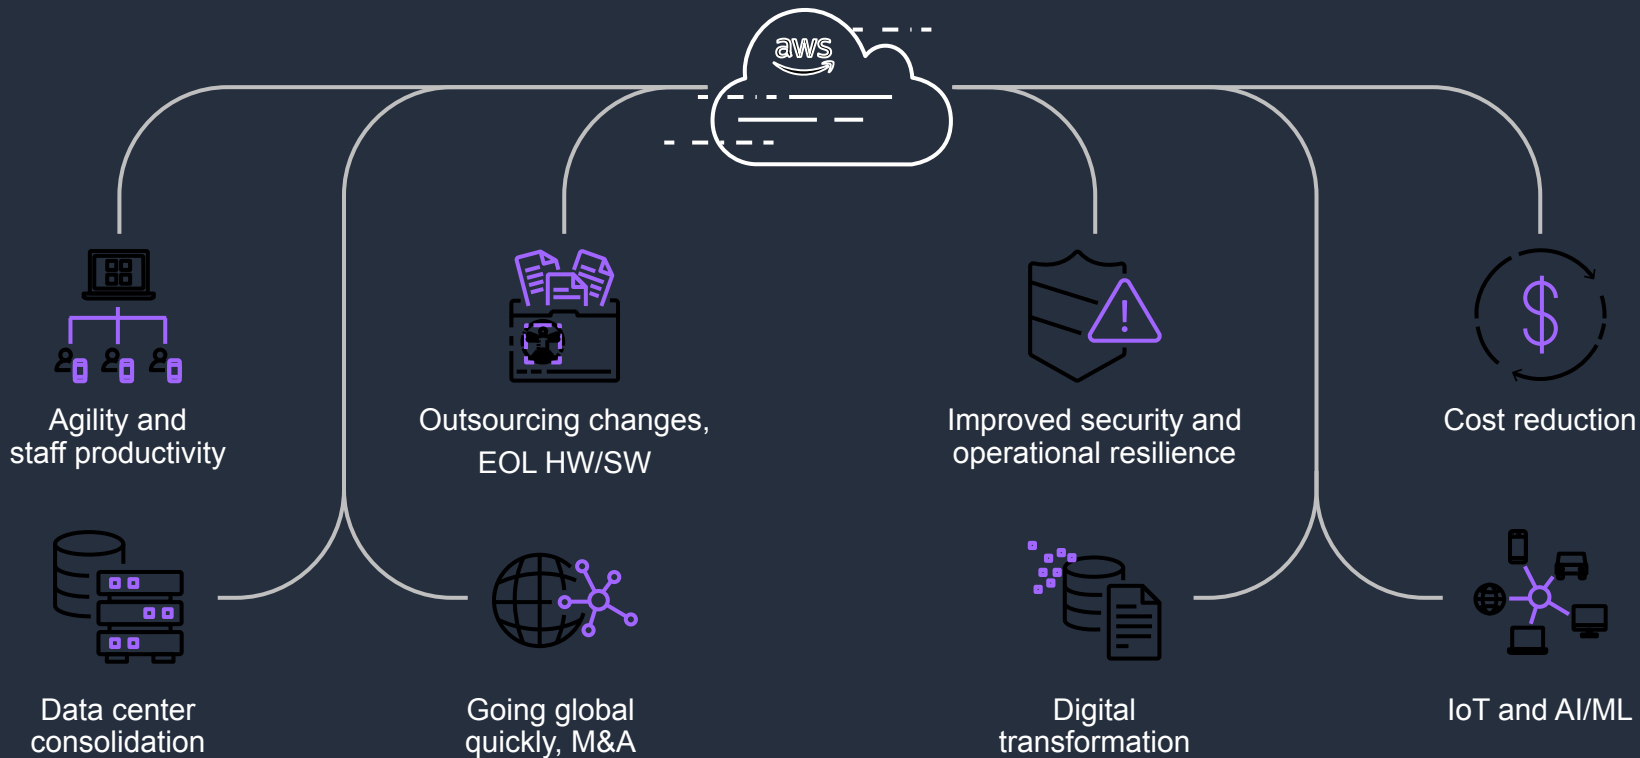 aws
Agility and
staff productivity
Outsourcing changes,
EOL HW/SW
Improved security and
operational resilience
Cost reduction
Data center
consolidation
Going global
quickly, M&A
Digital
transformation
IoT and AI/ML